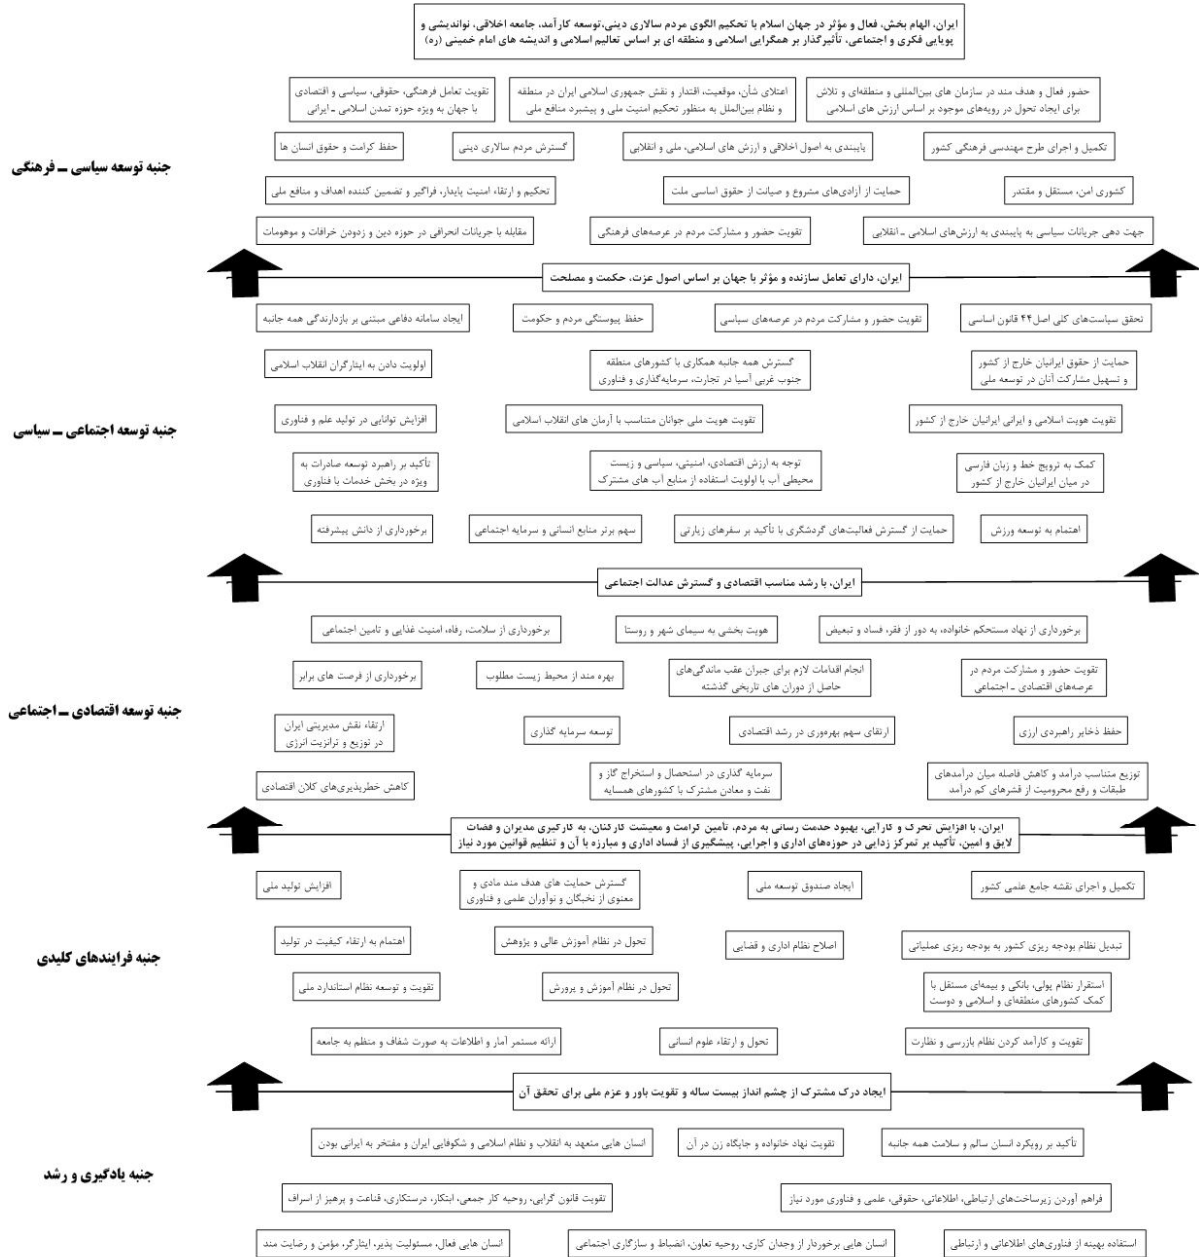 ایران، الهام بخش، فعال و مؤثر در جهان اسلام با تحکیم الگوی مردم سالاری دینی،توسعه کارآمد، جامعه اخلاقی، نواندیشی و
پویایی فکری و اجتماعی، تأثیرگذار بر همگرایی اسلامی و منطقه ای بر اساس تعالیم اسلامی و اندیشه های امام خمینی (ره)
حضور فعال و هدف مند در سازمان های بین‌المللی و منطقه‌ای و تلاش
برای ایجاد تحول در رویه‌های موجود بر اساس ارزش های اسلامی
اعتلای شأن، موقعیت، اقتدار و نقش جمهوری اسلامی ایران در منطقه
و نظام بین‌الملل به منظور تحکیم امنیت ملی و پیشبرد منافع ملی
تقویت تعامل فرهنگی، حقوقی، سیاسی و اقتصادی
با جهان به ویژه حوزه تمدن اسلامی ـ ایرانی
تکمیل و اجرای طرح مهندسی فرهنگی کشور
پایبندی به اصول اخلاقی و ارزش های اسلامی، ملی و انقلابی
گسترش مردم سالاری دینی
حفظ کرامت و حقوق انسان ها
جنبه توسعه سیاسی ـ فرهنگی
کشوری امن، مستقل و مقتدر
حمایت از آزادی‌های مشروع و صیانت از حقوق اساسی ملت
تحکیم و ارتقاء امنیت پایدار، فراگیر و تضمین کننده اهداف و منافع ملی
جهت دهی جریانات سیاسی به پایبندی به ارزش‌های اسلامی ـ انقلابی
تقویت حضور و مشارکت مردم در عرصه‌های فرهنگی
مقابله با جریانات انحرافی در حوزه دین و زدودن خرافات و موهومات
ایران، دارای تعامل سازنده و مؤثر با جهان بر اساس اصول عزت، حکمت و مصلحت
تحقق سیاست‌های کلی اصل۴۴ قانون اساسی
تقویت حضور و مشارکت مردم در عرصه‌های سیاسی
حفظ پیوستگی مردم و حکومت
ایجاد سامانه دفاعی مبتنی بر بازدارندگی همه جانبه
حمایت از حقوق ایرانیان خارج از کشور
و تسهیل مشارکت آنان در توسعه ملی
گسترش همه جانبه همکاری با کشورهای منطقه
جنوب غربی آسیا در تجارت، سرمایه‌گذاری و فناوری
اولویت دادن به ایثارگران انقلاب اسلامی
تقویت هویت اسلامی و ایرانی ایرانیان خارج از کشور
تقویت هویت ملی جوانان متناسب با آرمان های انقلاب اسلامی
افزایش توانایی در تولید علم و فناوری
جنبه توسعه اجتماعی ـ سیاسی
کمک به ترویج خط و زبان فارسی
در میان ایرانیان خارج از کشور
توجه به ارزش اقتصادی، امنیتی، سیاسی و زیست
محیطی آب با اولویت استفاده از منابع آب های مشترک
تأکید بر راهبرد توسعه صادرات به
ویژه در بخش خدمات با فناوری
اهتمام به توسعه ورزش
حمایت از گسترش فعالیت‌های گردشگری با تأکید بر سفرهای زیارتی
سهم برتر منابع انسانی و سرمایه اجتماعی
برخورداری از دانش پیشرفته
ایران، با رشد مناسب اقتصادی و گسترش عدالت اجتماعی
برخورداری از نهاد مستحکم خانواده، به دور از فقر، فساد و تبعیض
هویت بخشی به سیمای شهر و روستا
برخورداری از سلامت، رفاه، امنیت غذایی و تامین اجتماعی
تقویت حضور و مشارکت مردم در
عرصه‌های اقتصادی ـ اجتماعی
انجام اقدامات لازم برای جبران عقب ماندگی‌های
حاصل از دوران های تاریخی گذشته
بهره مند از محیط زیست مطلوب
برخورداری از فرصت های برابر
جنبه توسعه اقتصادی ـ اجتماعی
حفظ ذخایر راهبردی ارزی
ارتقای سهم بهره‌وری در رشد اقتصادی
توسعه سرمایه گذاری
ارتقاء نقش مدیریتی ایران
در توزیع و ترانزیت انرژی
توزیع متناسب درآمد و کاهش فاصله میان درآمدهای
طبقات و رفع محرومیت از قشرهای کم درآمد
سرمایه گذاری در استحصال و استخراج گاز و
نفت و معادن مشترک با کشورهای همسایه
کاهش خطرپذیری‌های کلان اقتصادی
ایران، با افزایش تحرک و کارآیی، بهبود خدمت رسانی به مردم، تأمین کرامت و معیشت کارکنان، به کارگیری مدیران و قضات
لایق و امین، تأکید بر تمرکز زدایی در حوزه‌های اداری و اجرایی، پیشگیری از فساد اداری و مبارزه با آن و تنظیم قوانین مورد نیاز
تکمیل و اجرای نقشه جامع علمی کشور
ایجاد صندوق توسعه ملی
گسترش حمایت های هدف مند مادی و
معنوی از نخبگان و نوآوران علمی و فناوری
افزایش تولید ملی
تبدیل نظام بودجه ریزی کشور به بودجه ریزی عملیاتی
اصلاح نظام اداری و قضایی
تحول در نظام آموزش عالی و پژوهش
اهتمام به ارتقاء کیفیت در تولید
جنبه فرایندهای کلیدی
استقرار نظام پولی، بانکی و بیمه‌ای مستقل با
کمک کشورهای منطقه‌ای و اسلامی و دوست
تحول در نظام آموزش و پرورش
تقویت و توسعه نظام استاندارد ملی
تقویت و کارآمد کردن نظام بازرسی و نظارت
تحول و ارتقاء علوم انسانی
ارائه مستمر آمار و اطلاعات به صورت شفاف و منظم به جامعه
ایجاد درک مشترک از چشم انداز بیست ساله و تقویت باور و عزم ملی برای تحقق آن
تأکید بر رویکرد انسان سالم و سلامت همه جانبه
تقویت نهاد خانواده و جایگاه زن در آن
انسان هایی متعهد به انقلاب و نظام اسلامی و شکوفایی ایران و مفتخر به ایرانی بودن
جنبه یادگیری و رشد
فراهم آوردن زیرساخت‌های ارتباطی، اطلاعاتی، حقوقی، علمی و فناوری مورد نیاز
تقویت قانون گرایی، روحیه کار جمعی، ابتکار، درستکاری، قناعت و پرهیز از اسراف
استفاده بهینه از فناوری‌های اطلاعاتی و ارتباطی
انسان هایی برخوردار از وجدان کاری، روحیه تعاون، انضباط و سازگاری اجتماعی
انسان هایی فعال، مسئولیت پذیر، ایثارگر، مؤمن و رضایت مند